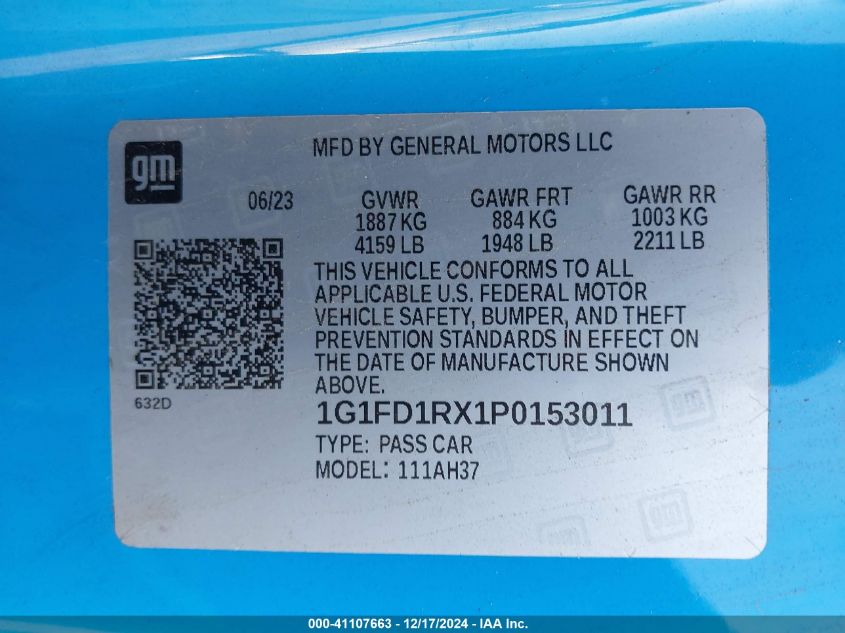 gm
MFD BY GENERAL MOTORS LLC
06/23
GVWR
1887 KG
4159 LB
GAWR FRT
884 KG
1948 LB
GAWR RR
1003 KG
2211 LB
THIS VEHICLE CONFORMS TO ALL
APPLICABLE U.S. FEDERAL MOTOR
VEHICLE SAFETY, BUMPER, AND THEFT
PREVENTION STANDARDS IN EFFECT ON
THE DATE OF MANUFACTURE SHOWN
ABOVE.
632D
1G1FD1RX1P0153011
TYPE: PASS CAR
MODEL: 111AH37
000-41107663 - 12/17/2024 - IAA Inc.